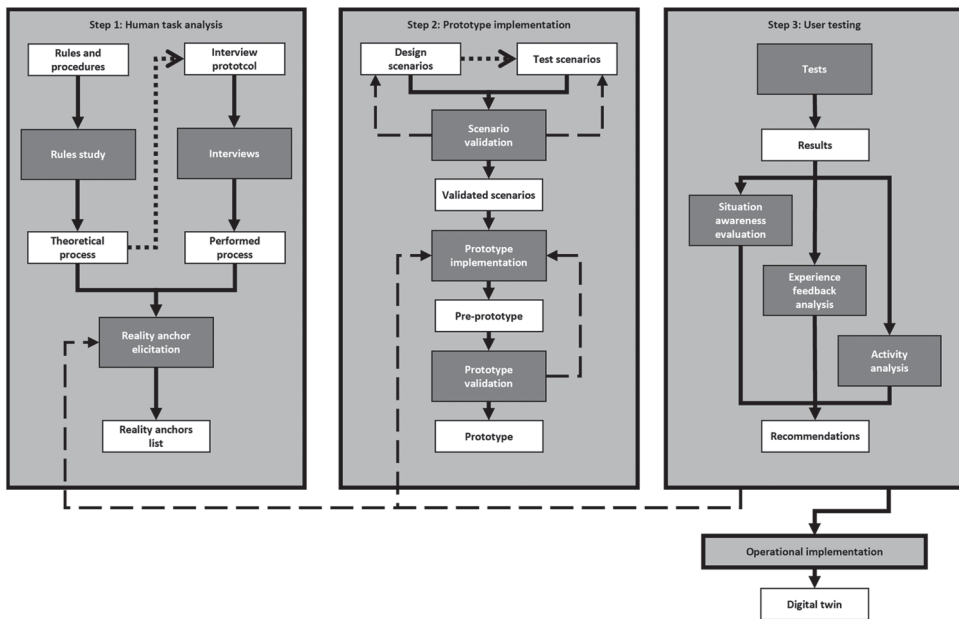 Step 1: Human task analysis
Rules and
procedures
Interview
prototcol
Rules study
Interviews
Theoretical
process
Performed
process
Reality anchor
elicitation
Reality anchors
list
Step 2: Prototype implementation
Design
scenarios
Test scenarios
Scenario
validation
Validated scenarios
Prototype
implementation
Pre-prototype
Prototype
validation
Prototype
Step 3: User testing
Tests
Results
Situation
awareness
evaluation
Experience
feedback
analysis
Activity
analysis
Recommendations
Operational implementation
Digital twin